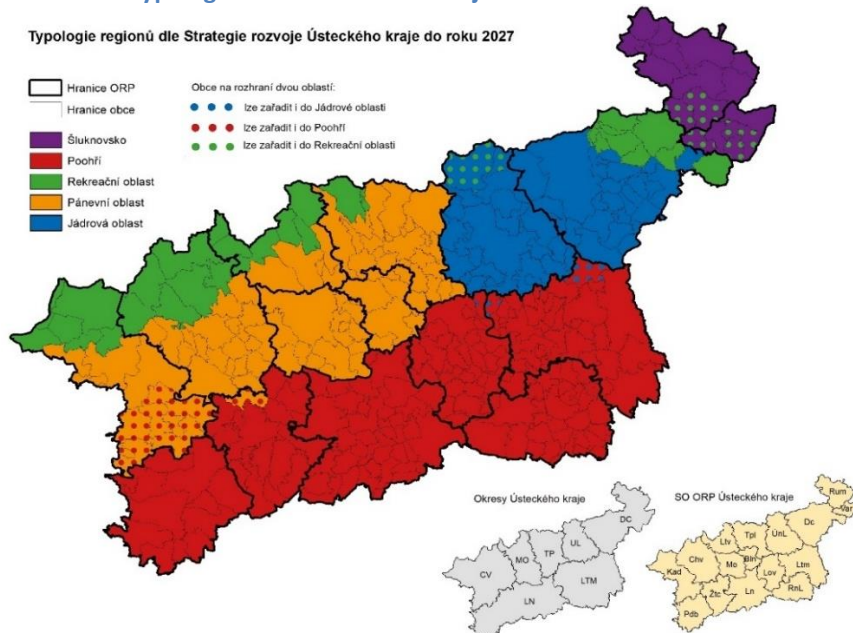 Typologie regionů dle Strategie rozvoje Ústeckého kraje do roku 2027
Hranice ORP
Hranice obce
Šluknovsko
Poohří
Rekreační oblast
Pánevní oblast
Jádrová oblast
Obce na rozhraní dvou oblastí:
lze zařadit i do Jádrové oblasti
lze zařadit i do Poohří
lze zařadit i do Rekreační oblasti
Okresy Ústeckého kraje
DC
UL
TP
MO
CV
LTM
LN
SO ORP Ústeckého kraje
Rum
Var
Dc
ÚnL
Tpl
Ltv
Chv
Kad
Mo
Bln
Lov
Ltm
RnL
Ln
Žtc
Pdb